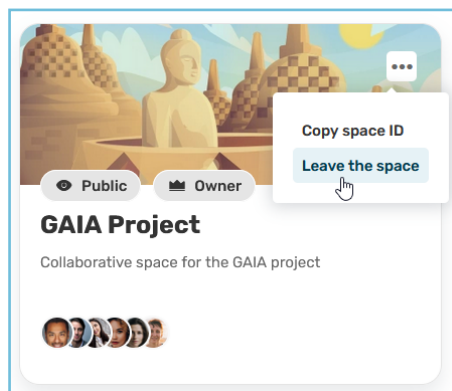 Copy space ID
Leave the space
Public
Owner
GAIA Project
Collaborative space for the GAIA project